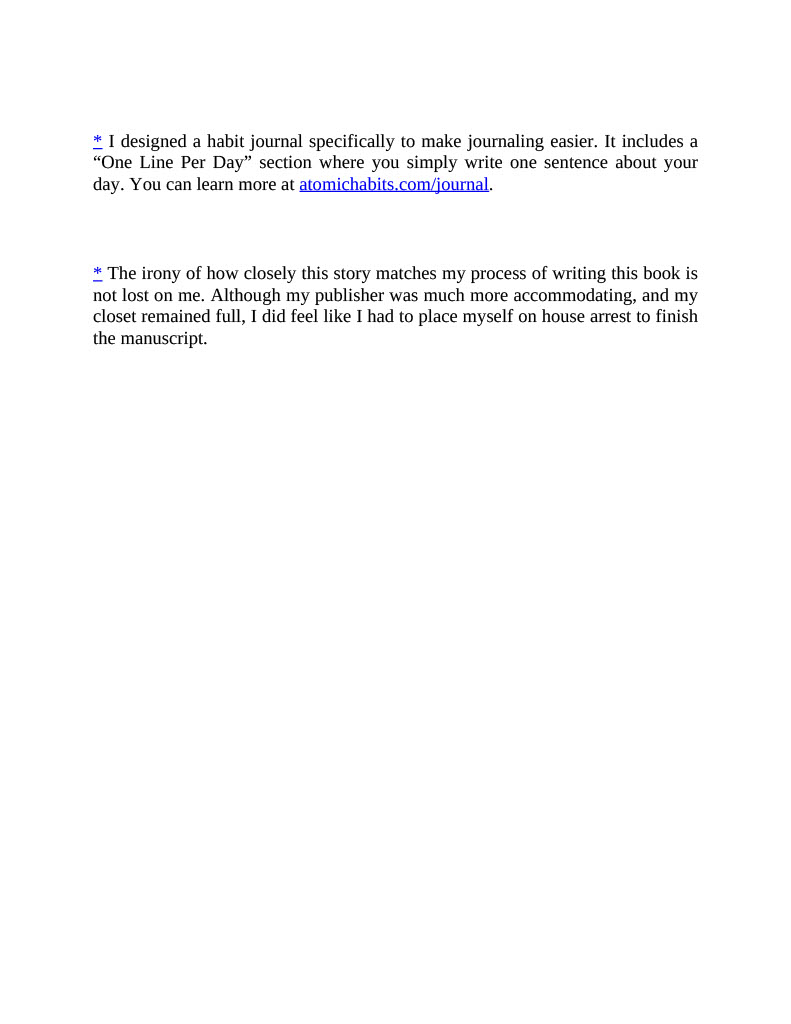 * I designed a habit journal specifically to make journaling easier. It includes a
“One Line Per Day” section where you simply write one sentence about your
day. You can learn more at atomichabits.com/journal.
* The irony of how closely this story matches my process of writing this book is
not lost on me. Although my publisher was much more accommodating, and my
closet remained full, I did feel like I had to place myself on house arrest to finish
the manuscript.